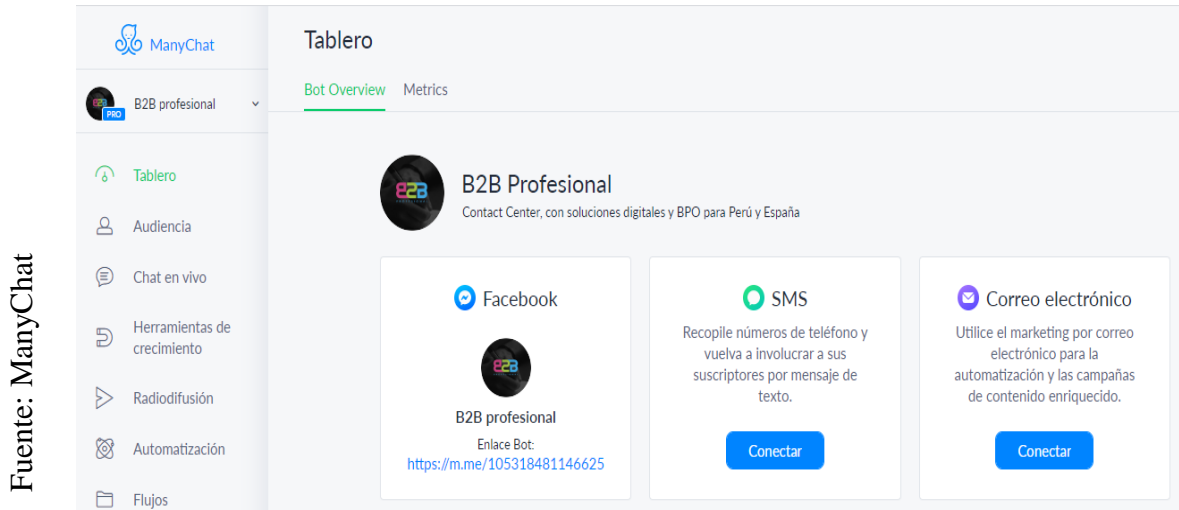 Fuente: ManyChat
ManyChat
B2B profesional
PRO
Tablero
Audiencia
Chat en vivo
Herramientas de
crecimiento
Radiodifusión
Automatización
Flujos
Tablero
Bot Overview Metrics
B2B
B2B Profesional
Contact Center, con soluciones digitales y BPO para Perú y España
Facebook
B2B
B2B profesional
Enlace Bot:
https://m.me/105318481146625
SMS
Recopile números de teléfono y
vuelva a involucrar a sus
suscriptores por mensaje de
texto.
Conectar
Correo electrónico
Utilice el marketing por correo
electrónico para la
automatización y las campañas
de contenido enriquecido.
Conectar